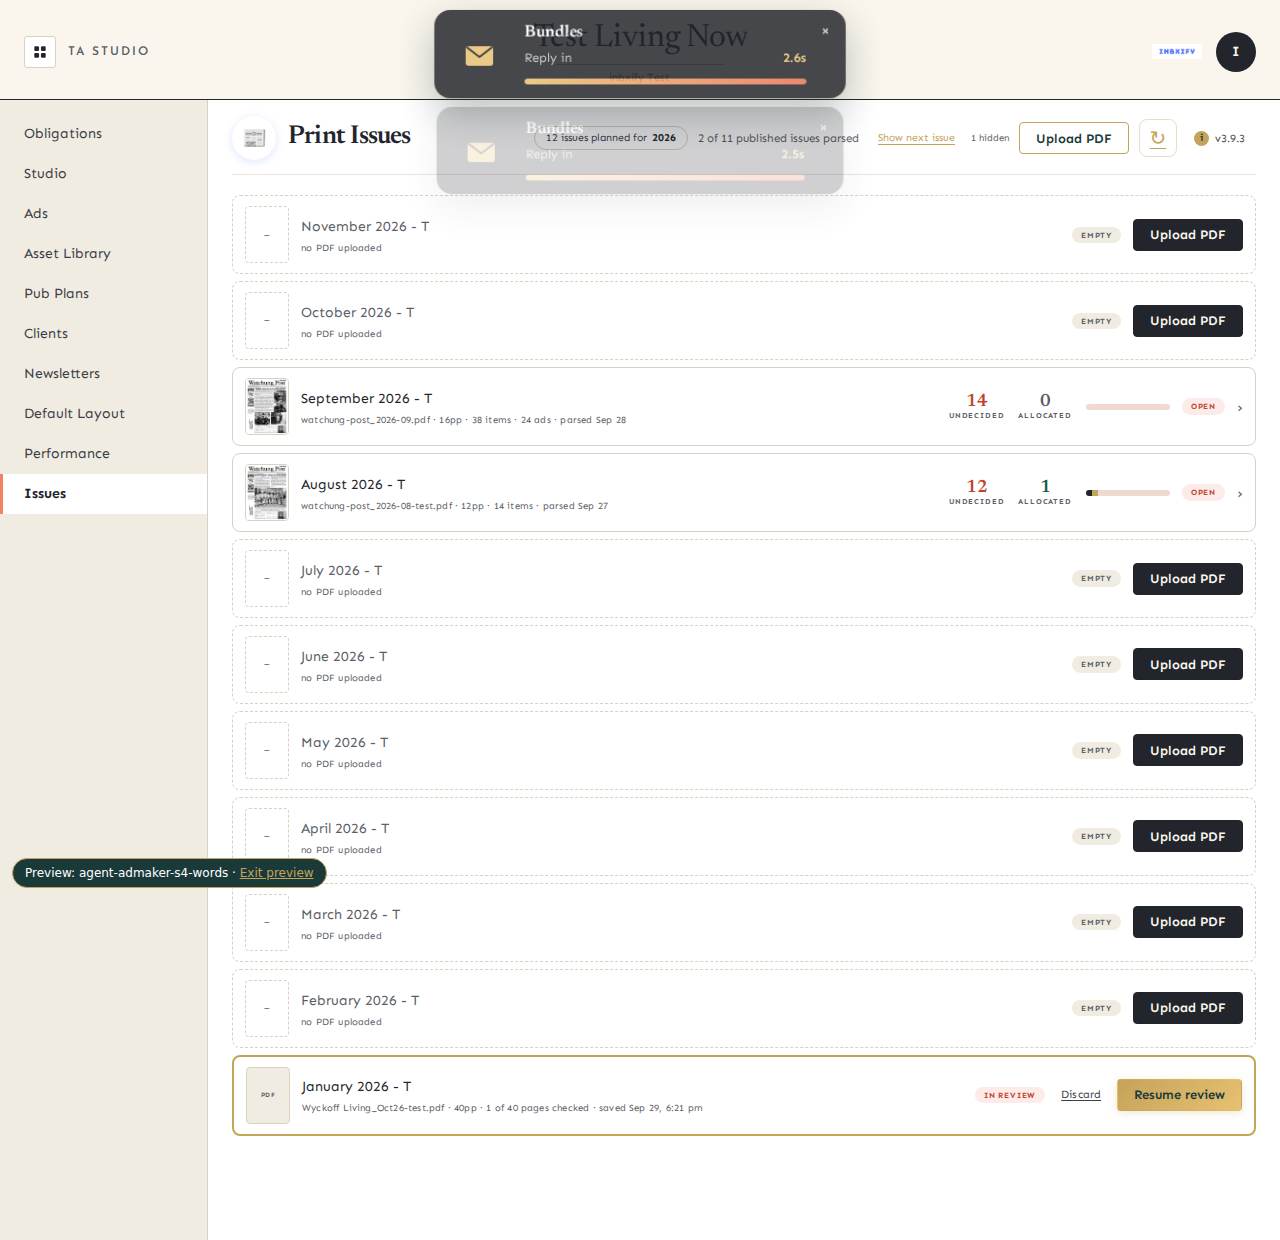 TA STUDIO
Test Living Now
Inbxify Test
Bundles
×
Reply in
2.6s
Bundles
×
Reply in
2.5s
INBXIFY
I
Obligations
Studio
Ads
Asset Library
Pub Plans
Clients
Newsletters
Default Layout
Performance
Issues
Print Issues
12 issues planned for 2026
2 of 11 published issues parsed
Show next issue
1 hidden
Upload PDF
↻
i
v3.9.3
–
November 2026 - T
no PDF uploaded
EMPTY
Upload PDF
–
October 2026 - T
no PDF uploaded
EMPTY
Upload PDF
Watchung Post
September 2026 - T
watchung-post_2026-09.pdf · 16pp · 38 items · 24 ads · parsed Sep 28
14
UNDECIDED
0
ALLOCATED
OPEN
›
Watchung Post
August 2026 - T
watchung-post_2026-08-test.pdf · 12pp · 14 items · parsed Sep 27
12
UNDECIDED
1
ALLOCATED
OPEN
›
–
July 2026 - T
no PDF uploaded
EMPTY
Upload PDF
–
June 2026 - T
no PDF uploaded
EMPTY
Upload PDF
–
May 2026 - T
no PDF uploaded
EMPTY
Upload PDF
–
April 2026 - T
no PDF uploaded
EMPTY
Upload PDF
Preview: agent-admaker-s4-words · Exit preview
–
March 2026 - T
no PDF uploaded
EMPTY
Upload PDF
–
February 2026 - T
no PDF uploaded
EMPTY
Upload PDF
PDF
January 2026 - T
Wyckoff Living_Oct26-test.pdf · 40pp · 1 of 40 pages checked · saved Sep 29, 6:21 pm
IN REVIEW
Discard
Resume review